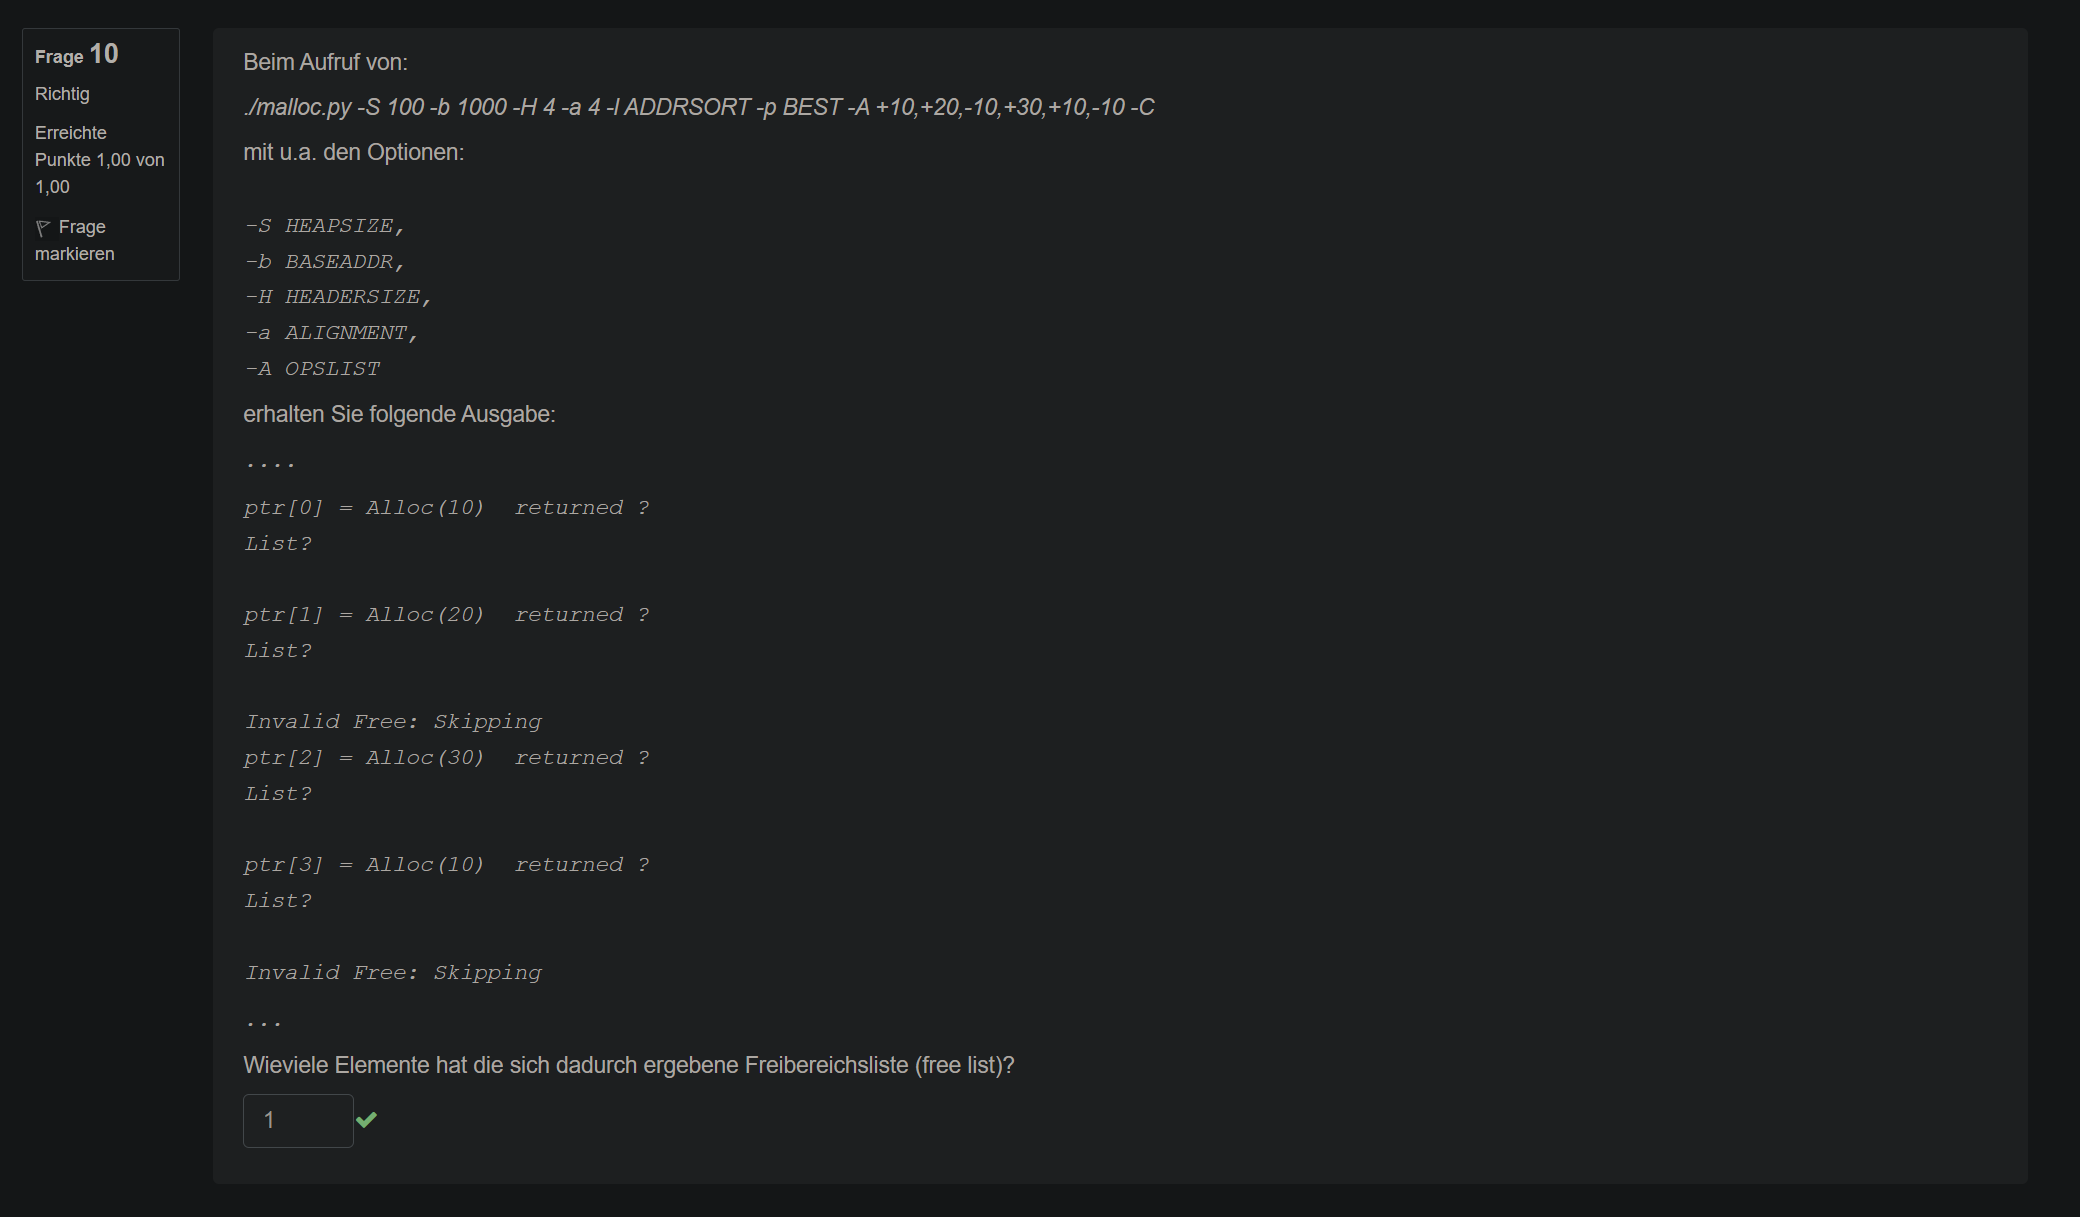 Frage 10
Richtig
Erreichte
Punkte 1,00 von
1,00
Frage
markieren
Beim Aufruf von:
./malloc.py -S 100 -b 1000 -H 4 -a 4 -l ADDRSORT -p BEST -A +10,+20,-10,+30,+10,-10 -C
mit u.a. den Optionen:
-S HEAPSIZE,
-b BASEADDR,
-H HEADERSIZE,
-a ALIGNMENT,
-A OPSLIST
erhalten Sie folgende Ausgabe:
....
ptr[0] = Alloc(10)  returned ?
List?
ptr[1] = Alloc(20)  returned ?
List?
Invalid Free: Skipping
ptr[2] = Alloc(30)  returned ?
List?
ptr[3] = Alloc(10)  returned ?
List?
Invalid Free: Skipping
...
Wieviele Elemente hat die sich dadurch ergebene Freibereichsliste (free list)?
1